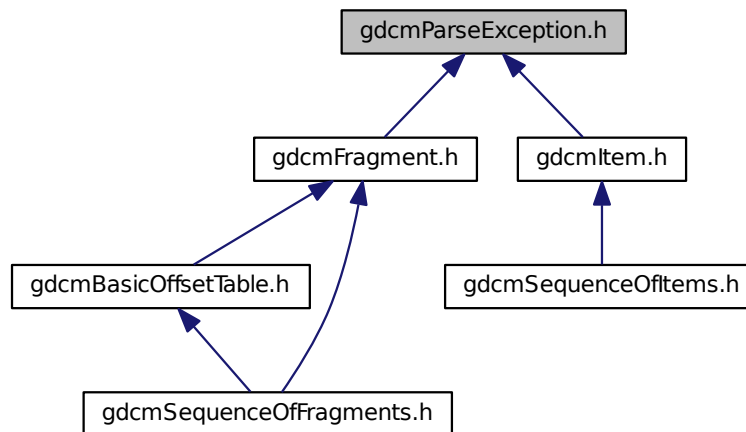 gdcmParseException.h
gdcmFragment.h
gdcmItem.h
gdcmBasicOffsetTable.h
gdcmSequenceOfItems.h
gdcmSequenceOfFragments.h